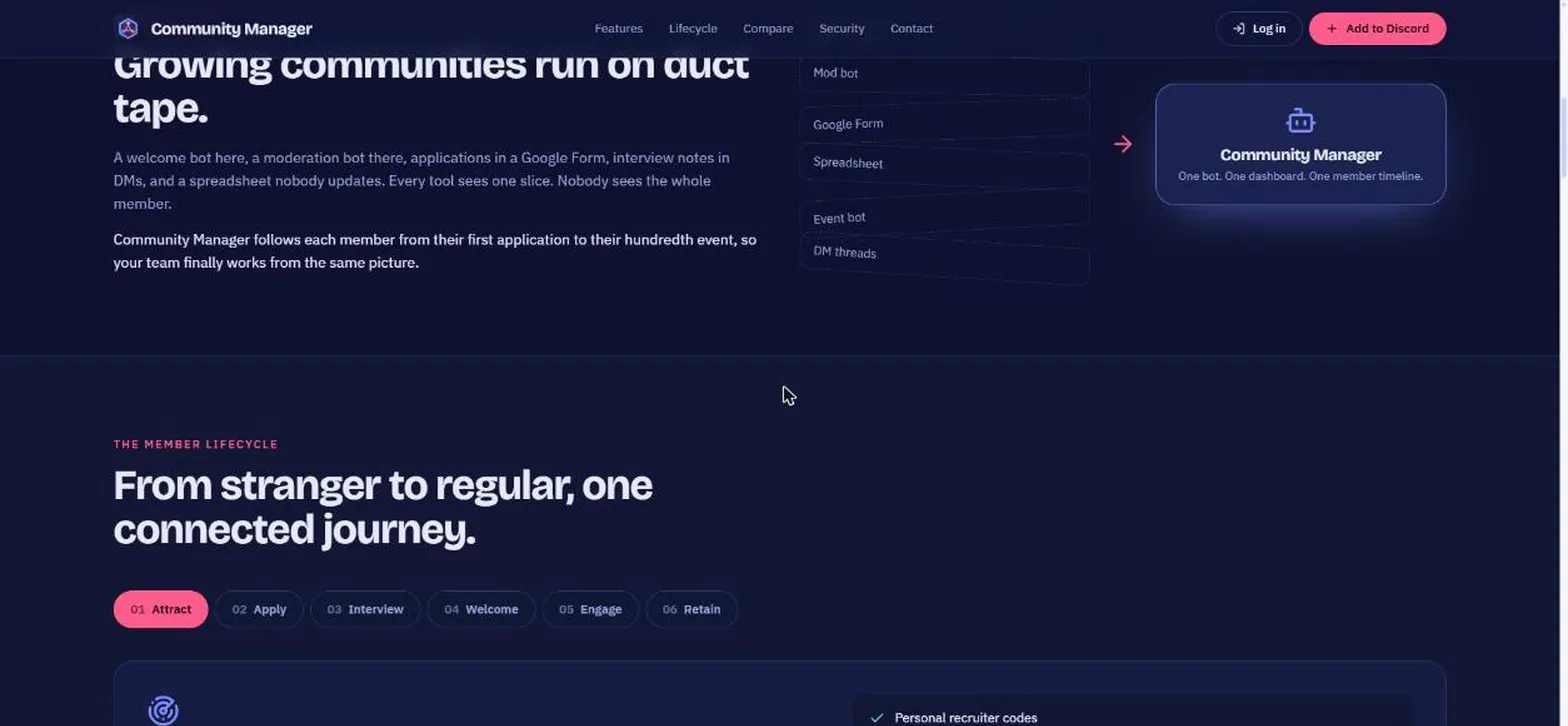 Community Manager
Features
Lifecycle
Compare
Security
Contact
Log in
Add to Discord
Growing communities run on duct
tape.
A welcome bot here, a moderation bot there, applications in a Google Form, interview notes in
DMs, and a spreadsheet nobody updates. Every tool sees one slice. Nobody sees the whole
member.
Community Manager follows each member from their first application to their hundredth event, so
your team finally works from the same picture.
Mod bot
Google Form
Spreadsheet
Event bot
DM threads
Community Manager
One bot. One dashboard. One member timeline.
THE MEMBER LIFECYCLE
From stranger to regular, one
connected journey.
01 Attract
02 Apply
03 Interview
04 Welcome
05 Engage
06 Retain
Personal recruiter codes